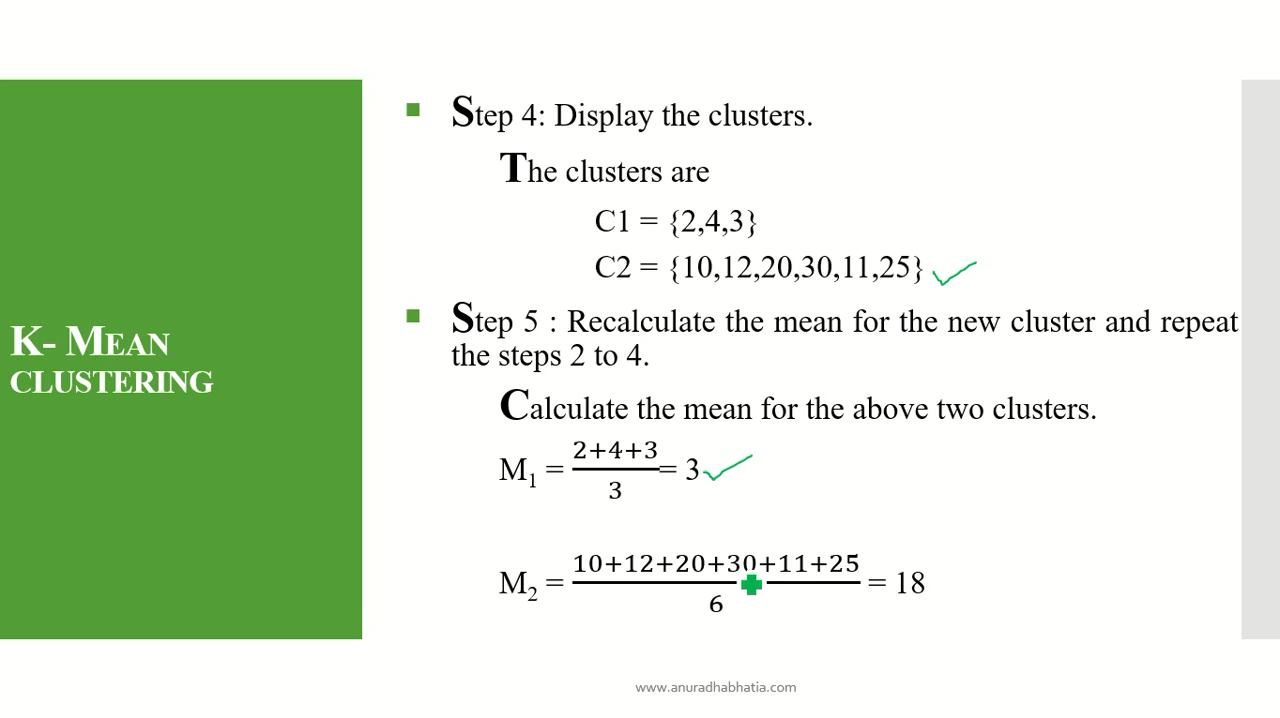 K- MEAN
CLUSTERING
Step 4: Display the clusters.
The clusters are
C1 = {2,4,3}
C2 = {10,12,20,30,11,25}
Step 5 : Recalculate the mean for the new cluster and repeat
the steps 2 to 4.
Calculate the mean for the above two clusters.
M₁ = 2+4+3/3 = 3
M₂ = 10+12+20+30+11+25/6 = 18
www.anuradhabhatia.com